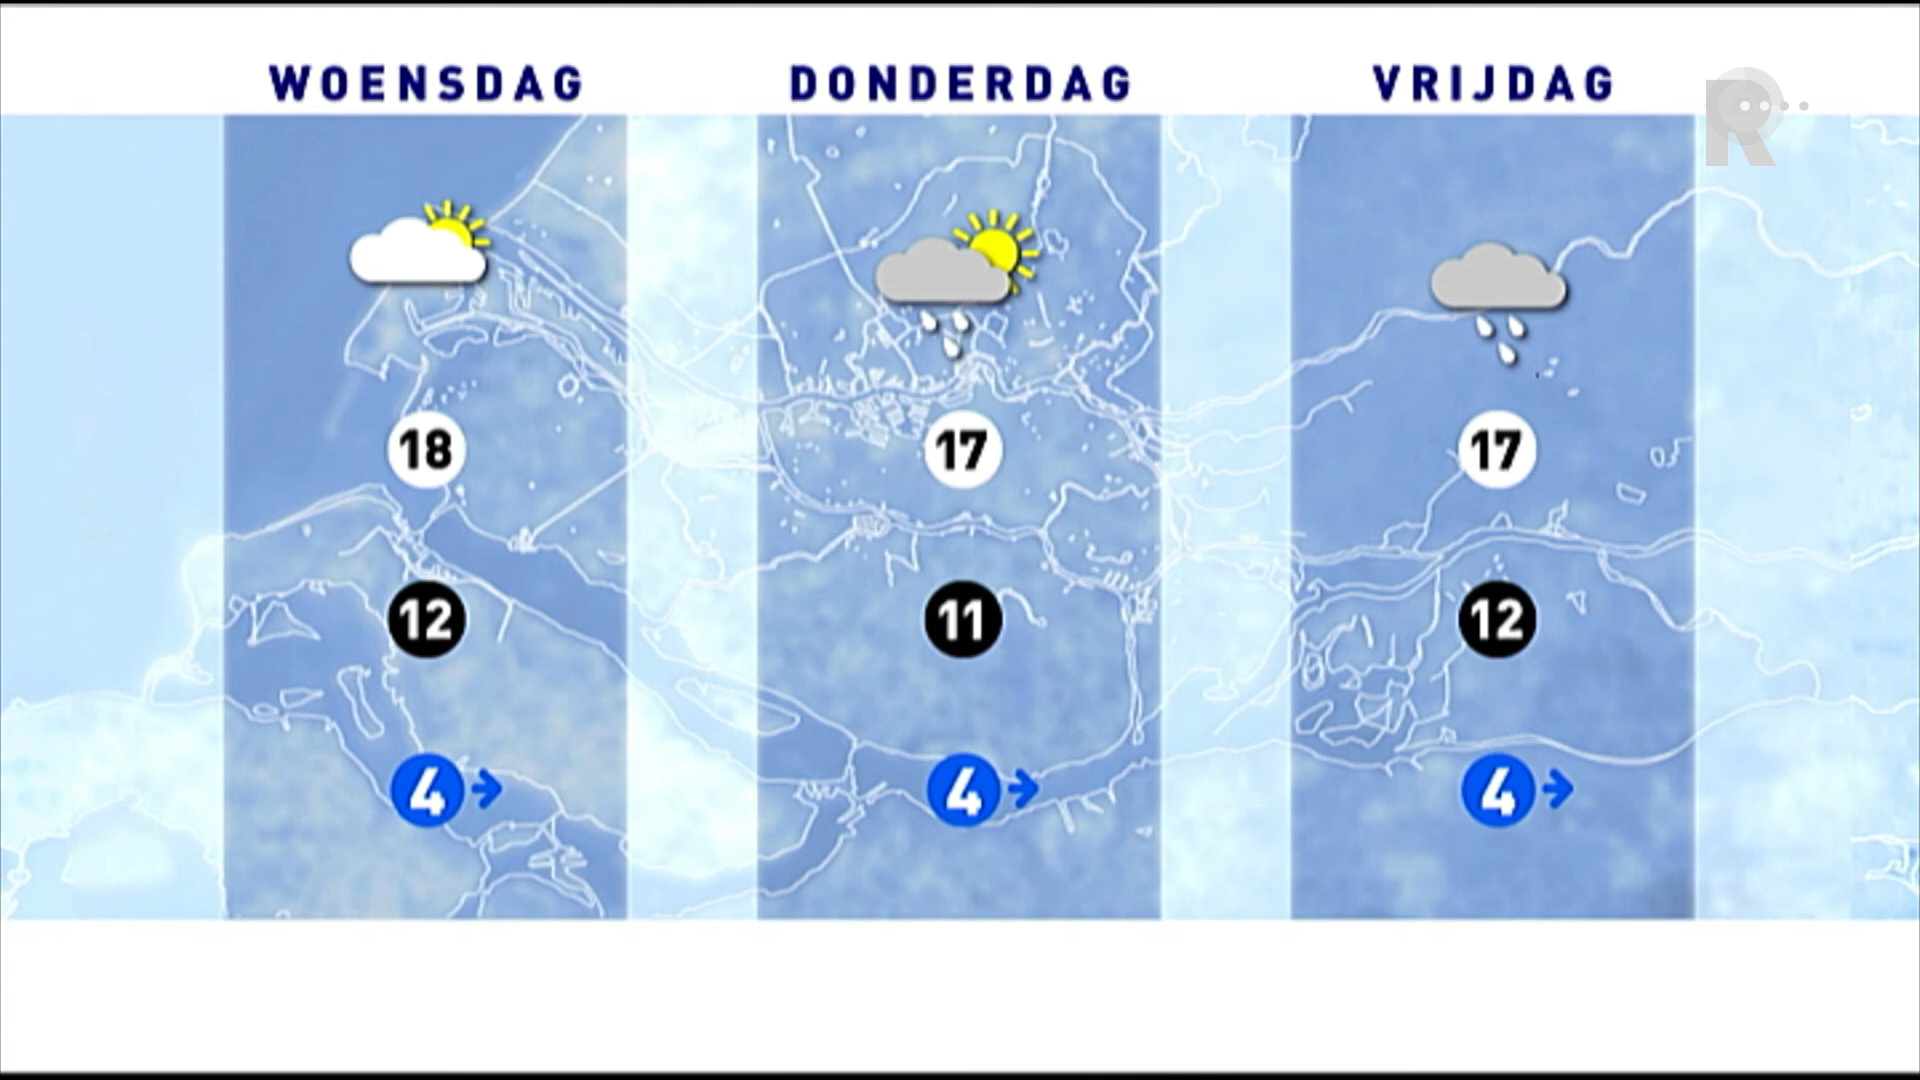 WOENSDAG DONDERDAG VRIJDAG
R
18 17 17
12 11 12
4 4 4